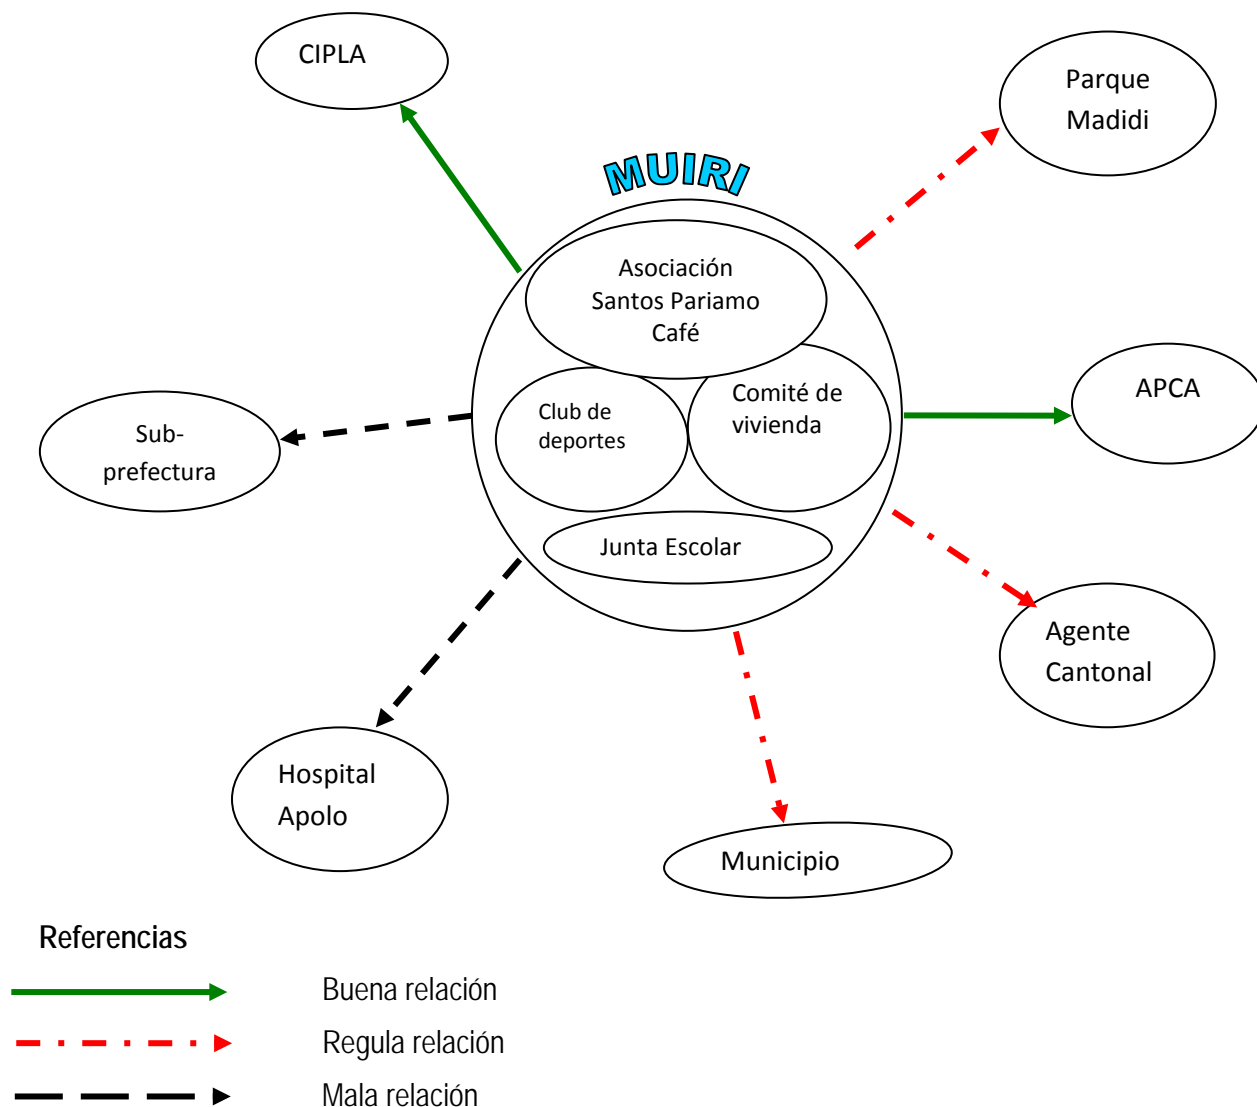 CIPLA
Parque
Madidi
MUIRI
Asociación
Santos Pariamo
Café
Club de
deportes
Comité de
vivienda
Junta Escolar
APCA
Sub-
prefectura
Agente
Cantonal
Hospital
Apolo
Municipio
Referencias
Buena relación
Regula relación
Mala relación